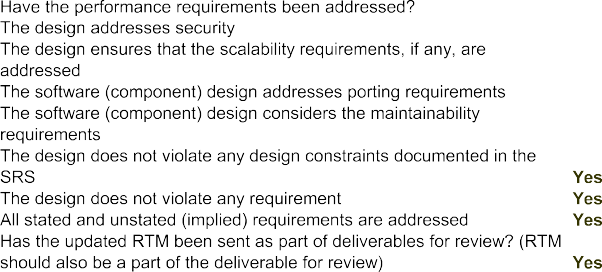 Have the performance requirements been addressed?
The design addresses security
The design ensures that the scalability requirements, if any, are
addressed
The software (component) design addresses porting requirements
The software (component) design considers the maintainability
requirements
The design does not violate any design constraints documented in the
SRS Yes
The design does not violate any requirement Yes
All stated and unstated (implied) requirements are addressed Yes
Has the updated RTM been sent as part of deliverables for review? (RTM
should also be a part of the deliverable for review) Yes